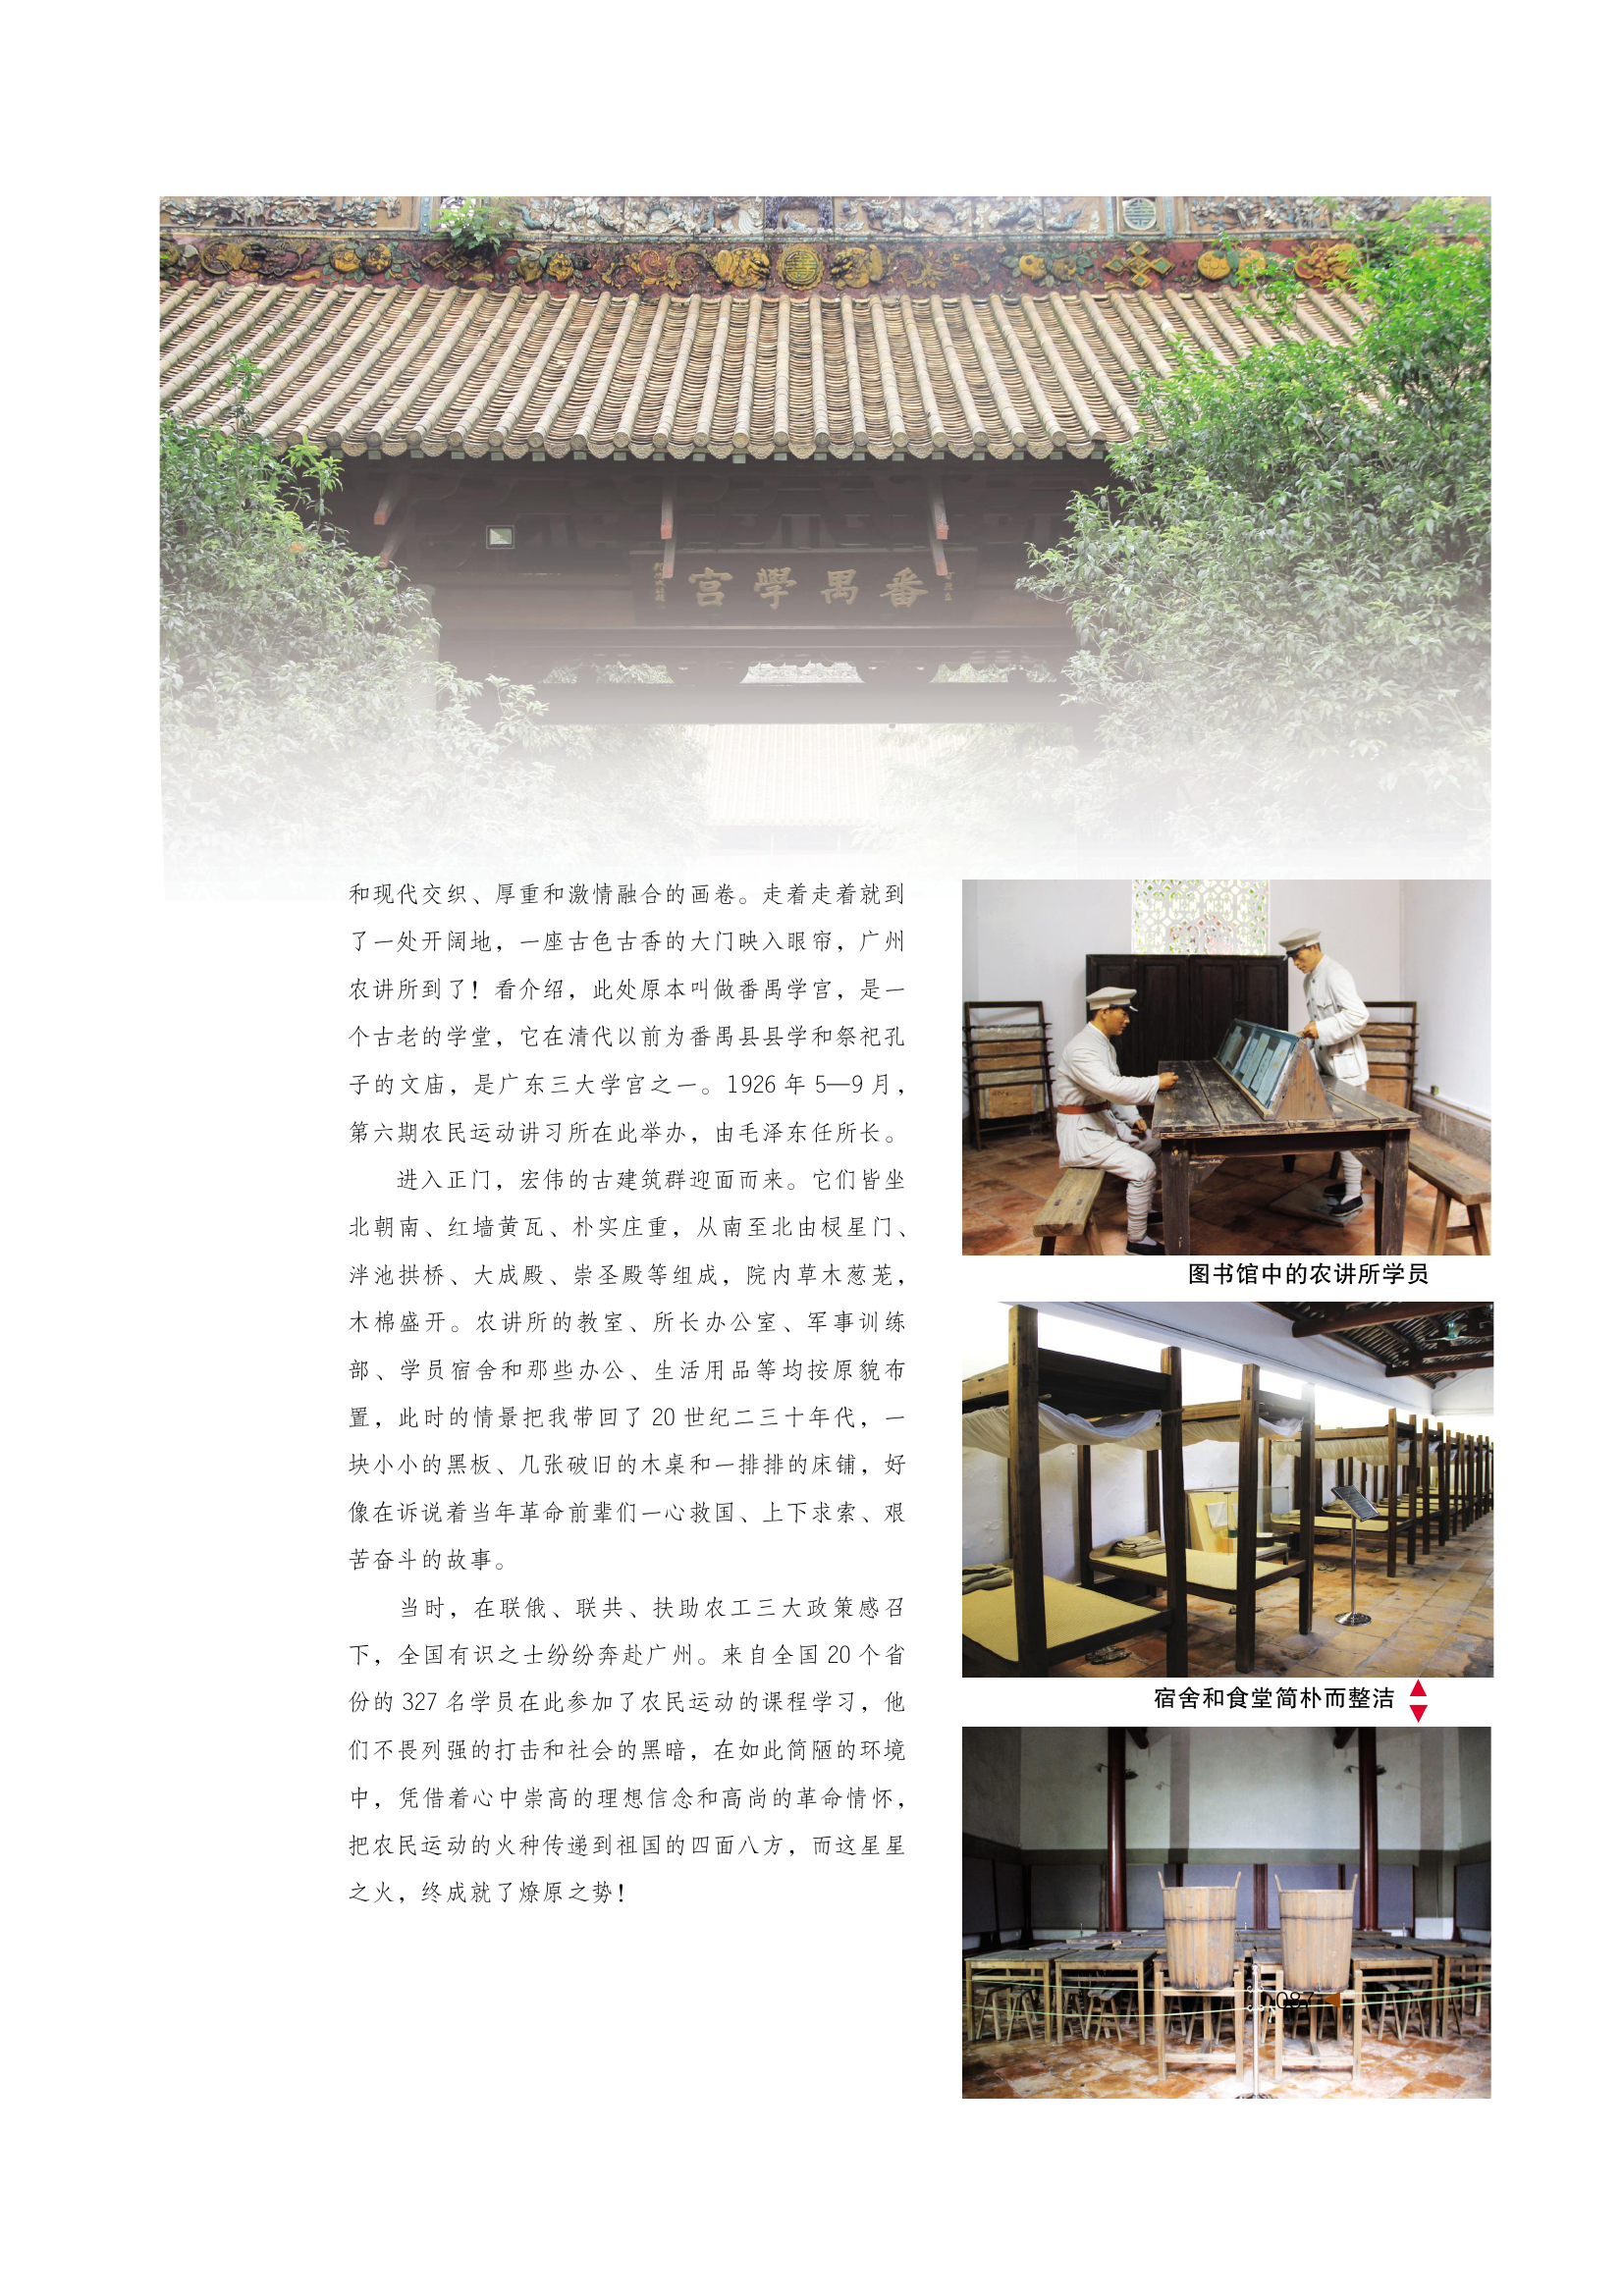 番禺學宮
和现代交织、厚重和激情融合的画卷。走着走着就到
了一处开阔地，一座古色古香的大门映入眼帘，广州
农讲所到了！看介绍，此处原本叫做番禺学宫，是一
个古老的学堂，它在清代以前为番禺县县学和祭祀孔
子的文庙，是广东三大学宫之一。1926 年 5—9 月，
第六期农民运动讲习所在此举办，由毛泽东任所长。
进入正门，宏伟的古建筑群迎面而来。它们皆坐
北朝南、红墙黄瓦、朴实庄重，从南至北由棂星门、
泮池拱桥、大成殿、崇圣殿等组成，院内草木葱茏，
木棉盛开。农讲所的教室、所长办公室、军事训练
部、学员宿舍和那些办公、生活用品等均按原貌布
置，此时的情景把我带回了 20 世纪二三十年代，一
块小小的黑板、几张破旧的木桌和一排排的床铺，好
像在诉说着当年革命前辈们一心救国、上下求索、艰
苦奋斗的故事。
当时，在联俄、联共、扶助农工三大政策感召
下，全国有识之士纷纷奔赴广州。来自全国 20 个省
份的 327 名学员在此参加了农民运动的课程学习，他
们不畏列强的打击和社会的黑暗，在如此简陋的环境
中，凭借着心中崇高的理想信念和高尚的革命情怀，
把农民运动的火种传递到祖国的四面八方，而这星星
之火，终成就了燎原之势！
图书馆中的农讲所学员
宿舍和食堂简朴而整洁
087